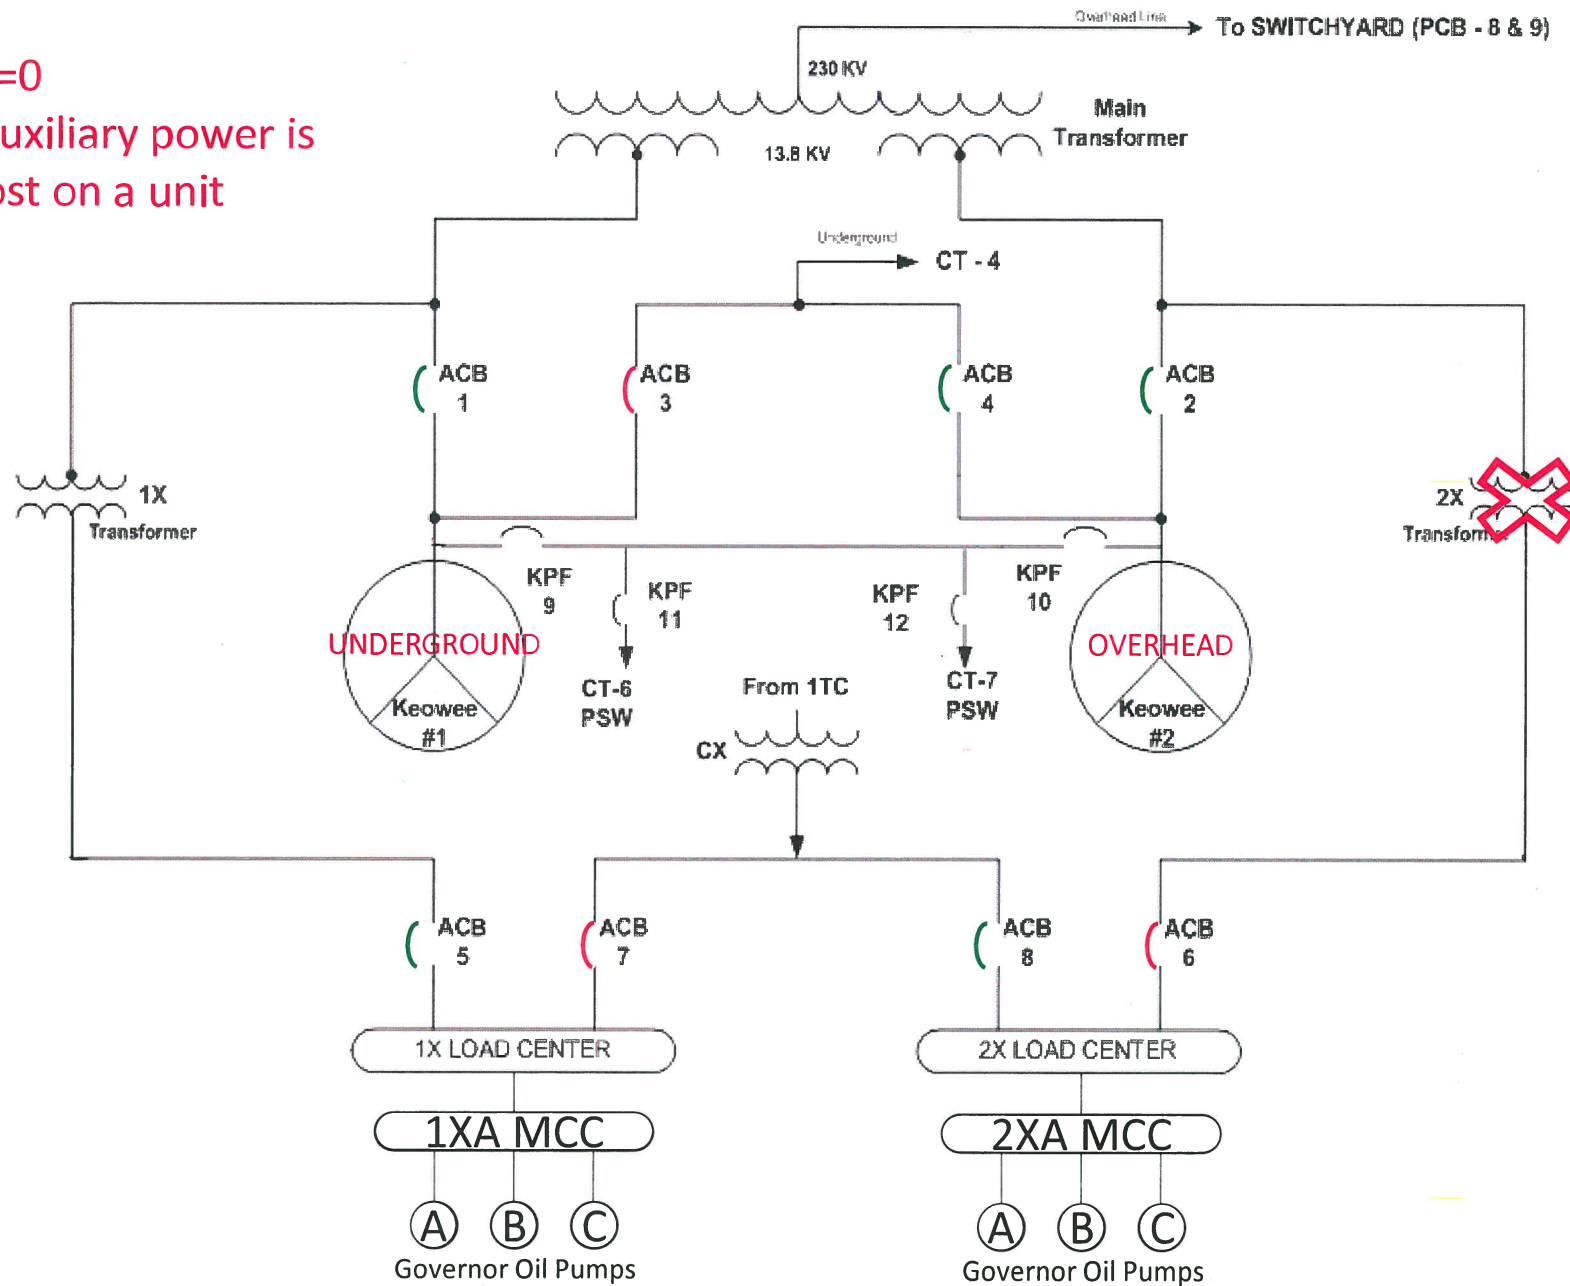 Overhead Line
To SWITCHYARD (PCB - 8 & 9)
=0
uxiliary power is
ost on a unit
230 KV
Main
Transformer
13.8 KV
Underground
CT - 4
ACB
1
ACB
3
ACB
4
ACB
2
1X
Transformer
2X
Transform
KPF
9
KPF
11
KPF
12
KPF
10
UNDERGROUND
OVERHEAD
Keowee
#1
CT-6
PSW
From 1TC
CX
CT-7
PSW
Keowee
#2
ACB
5
ACB
7
ACB
8
ACB
6
1X LOAD CENTER
2X LOAD CENTER
1XA MCC
2XA MCC
A B C
A B C
Governor Oil Pumps
Governor Oil Pumps